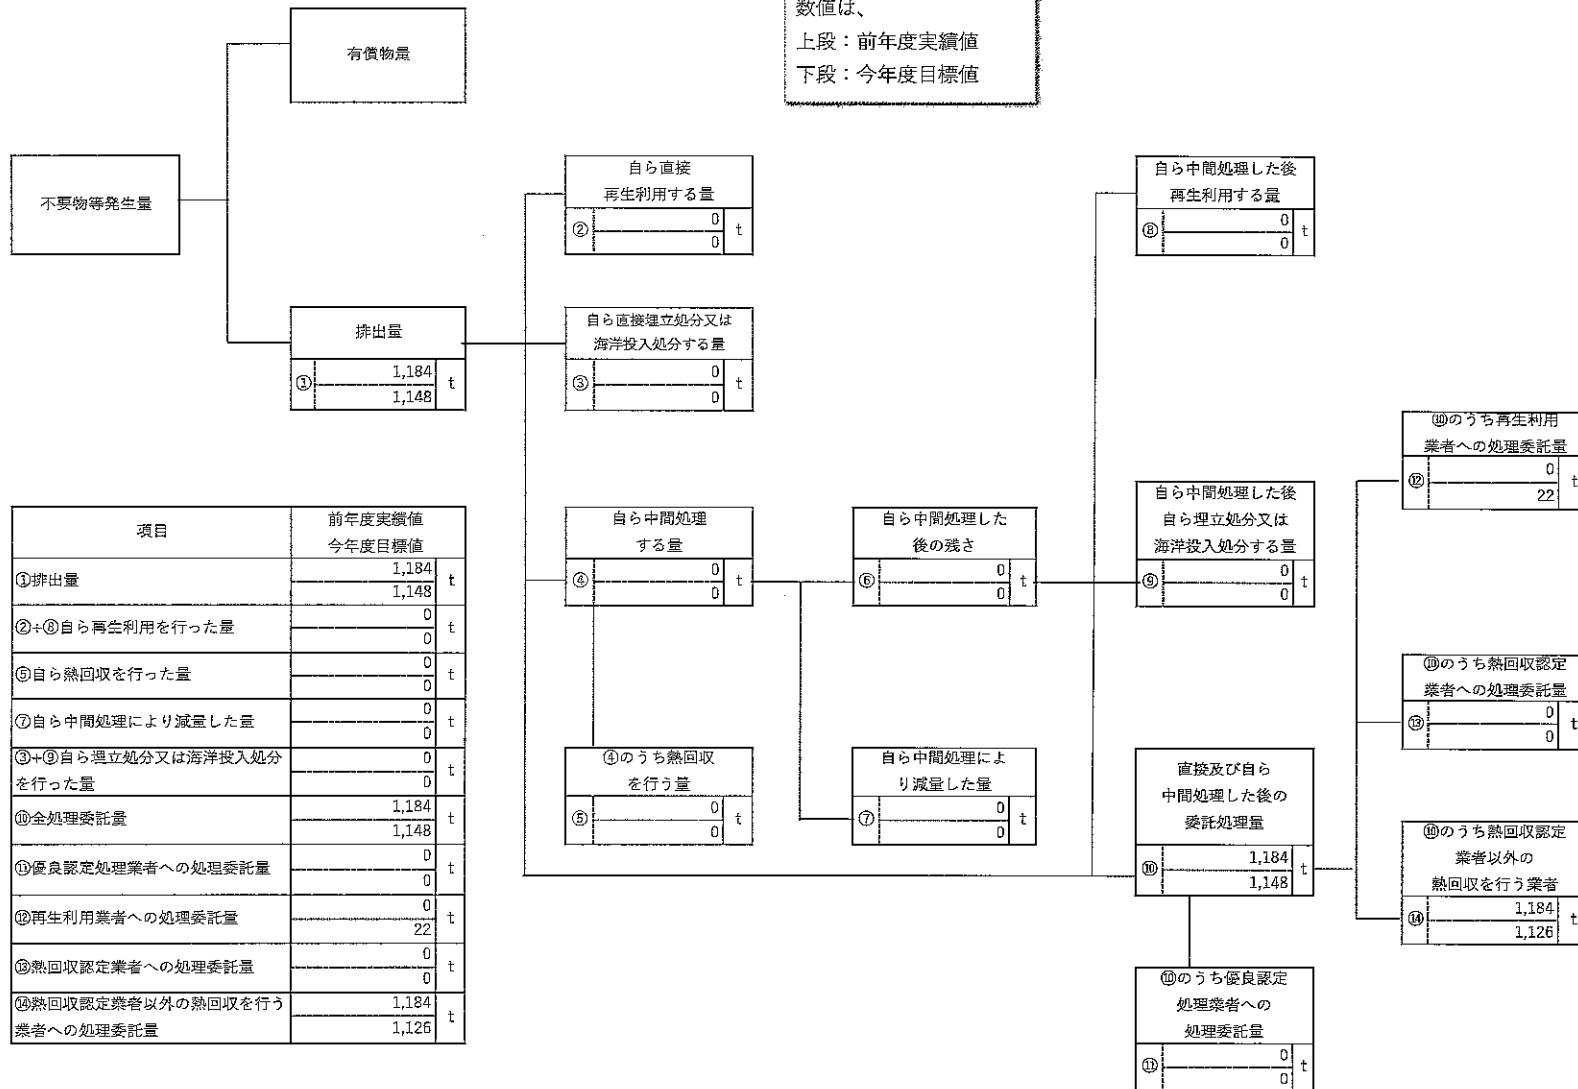 数値は、
上段：前年度実績値
下段：今年度目標値
有償物量
不要物等発生量
排出量
① 1,184 t
1,148
自ら直接
再生利用する量
② 0 t
0
自ら直接埋立処分又は
海洋投入処分する量
③ 0 t
0
自ら中間処理
する量
④ 0 t
0
④のうち熱回収
を行う量
⑤ 0 t
0
自ら中間処理した
後の残さ
⑥ 0 t
0
自ら中間処理によ
り減量した量
⑦ 0 t
0
自ら中間処理した後
再生利用する量
⑧ 0 t
0
自ら中間処理した後
自ら埋立処分又は
海洋投入処分する量
⑨ 0 t
0
直接及び自ら
中間処理した後の
委託処理量
⑩ 1,184 t
1,148
⑩のうち優良認定
処理業者への
処理委託量
⑪ 0 t
0
⑩のうち再生利用
業者への処理委託量
⑫ 0 t
22
⑩のうち熱回収認定
業者への処理委託量
⑬ 0 t
0
⑩のうち熱回収認定
業者以外の
熱回収を行う業者
⑭ 1,184 t
1,126
項目 前年度実績値
今年度目標値
①排出量 1,184 t
1,148
②+⑧自ら再生利用を行った量 0 t
0
⑤自ら熱回収を行った量 0 t
0
⑦自ら中間処理により減量した量 0 t
0
③+⑨自ら埋立処分又は海洋投入処分 0 t
を行った量 0
⑩全処理委託量 1,184 t
1,148
⑪優良認定処理業者への処理委託量 0 t
0
⑫再生利用業者への処理委託量 0 t
22
⑬熱回収認定業者への処理委託量 0 t
0
⑭熱回収認定業者以外の熱回収を行う 1,184 t
業者への処理委託量 1,126